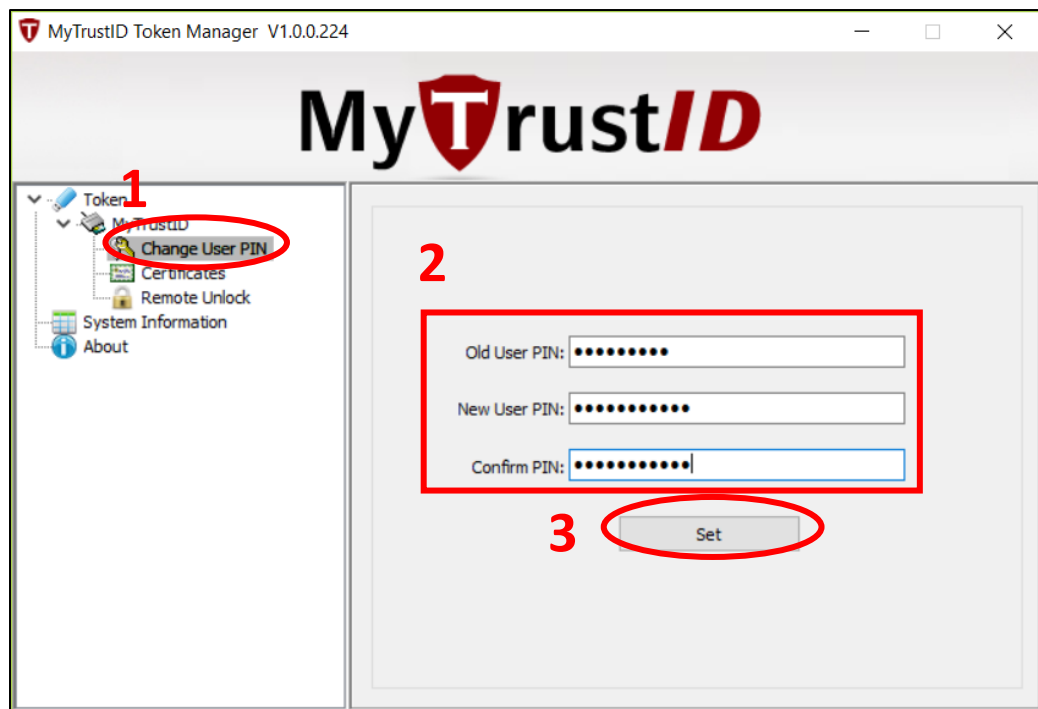 MyTrustID Token Manager V1.0.0.224
MyTrustID
1
Token
MyTrustID
Change User PIN
Certificates
Remote Unlock
System Information
About
2
Old User PIN: •••••••••
New User PIN: •••••••••••
Confirm PIN: •••••••••••
3
Set